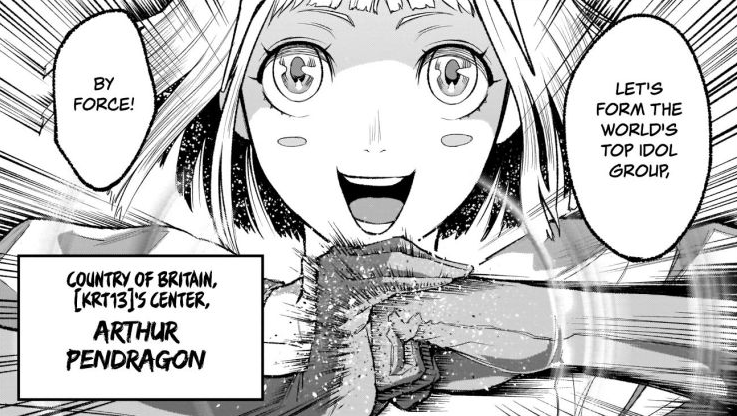 LET'S
FORM THE
WORLD'S
TOP IDOL
GROUP,
BY
FORCE!
COUNTRY OF BRITAIN,
[KRT13]'S CENTER,
ARTHUR
PENDRAGON